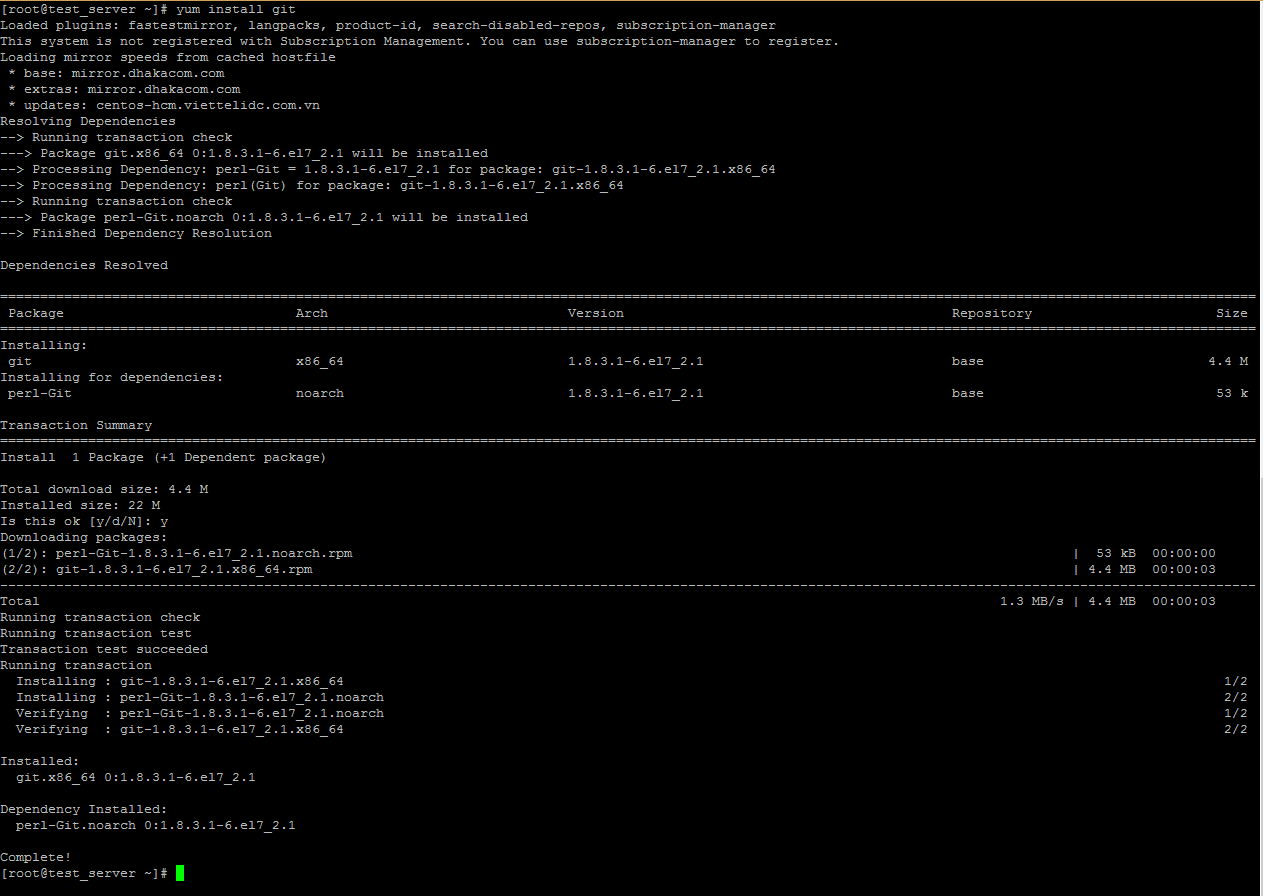 [root@test_server ~]# yum install git
Loaded plugins: fastestmirror, langpacks, product-id, search-disabled-repos, subscription-manager
This system is not registered with Subscription Management. You can use subscription-manager to register.
Loading mirror speeds from cached hostfile
 * base: mirror.dhakacom.com
 * extras: mirror.dhakacom.com
 * updates: centos-hcm.viettelidc.com.vn
Resolving Dependencies
--> Running transaction check
---> Package git.x86_64 0:1.8.3.1-6.el7_2.1 will be installed
--> Processing Dependency: perl-Git = 1.8.3.1-6.el7_2.1 for package: git-1.8.3.1-6.el7_2.1.x86_64
--> Processing Dependency: perl(Git) for package: git-1.8.3.1-6.el7_2.1.x86_64
--> Running transaction check
---> Package perl-Git.noarch 0:1.8.3.1-6.el7_2.1 will be installed
--> Finished Dependency Resolution
Dependencies Resolved
Package Arch Version Repository Size
Installing:
 git x86_64 1.8.3.1-6.el7_2.1 base 4.4 M
Installing for dependencies:
 perl-Git noarch 1.8.3.1-6.el7_2.1 base 53 k
Transaction Summary
Install  1 Package (+1 Dependent package)
Total download size: 4.4 M
Installed size: 22 M
Is this ok [y/d/N]: y
Downloading packages:
(1/2): perl-Git-1.8.3.1-6.el7_2.1.noarch.rpm | 53 kB 00:00:00
(2/2): git-1.8.3.1-6.el7_2.1.x86_64.rpm | 4.4 MB 00:00:03
Total 1.3 MB/s | 4.4 MB 00:00:03
Running transaction check
Running transaction test
Transaction test succeeded
Running transaction
  Installing : git-1.8.3.1-6.el7_2.1.x86_64 1/2
  Installing : perl-Git-1.8.3.1-6.el7_2.1.noarch 2/2
  Verifying  : perl-Git-1.8.3.1-6.el7_2.1.noarch 1/2
  Verifying  : git-1.8.3.1-6.el7_2.1.x86_64 2/2
Installed:
  git.x86_64 0:1.8.3.1-6.el7_2.1
Dependency Installed:
  perl-Git.noarch 0:1.8.3.1-6.el7_2.1
Complete!
[root@test_server ~]#